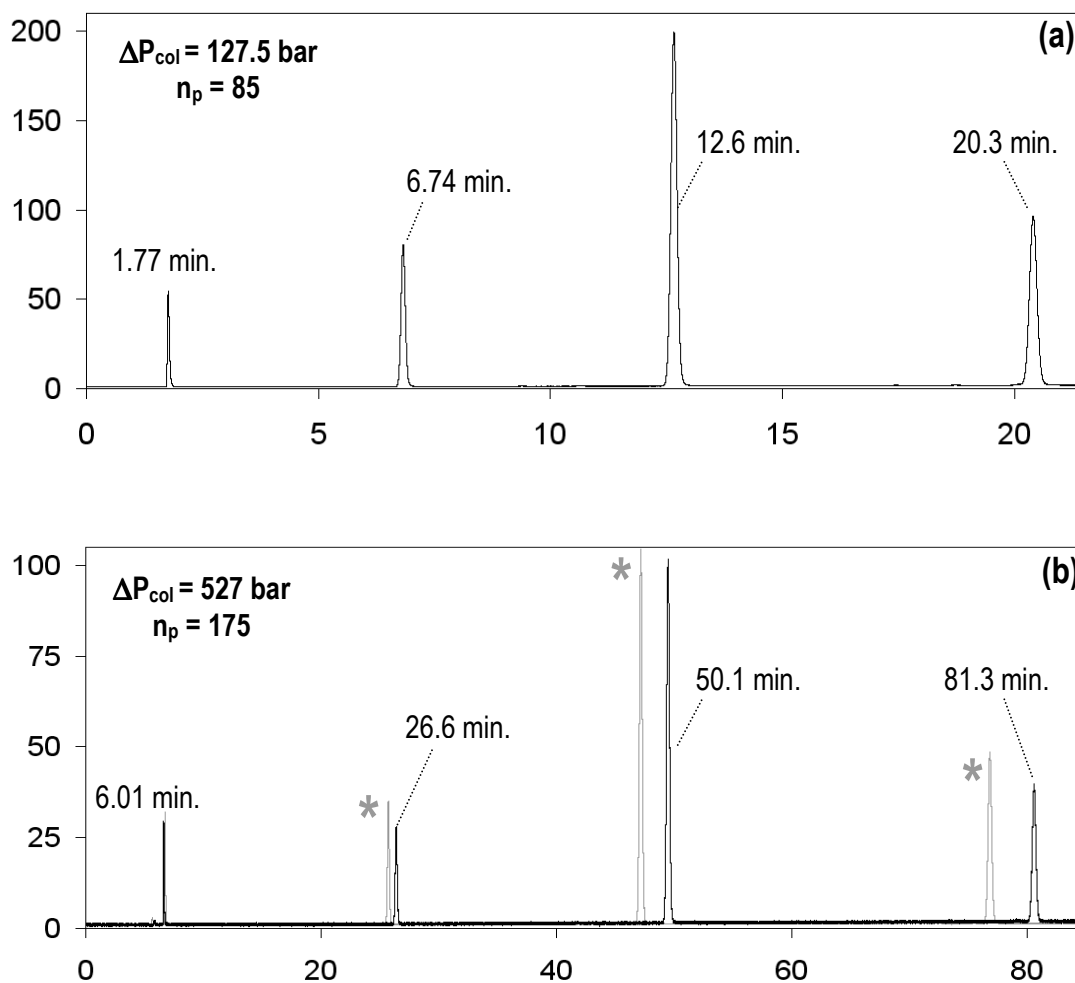 (a)
ΔPcol = 127.5 bar
np = 85
200
150
100
50
0
1.77 min.
6.74 min.
12.6 min.
20.3 min.
0 5 10 15 20
(b)
ΔPcol = 527 bar
np = 175
100
75
50
25
0
6.01 min.
*
26.6 min.
*
50.1 min.
*
81.3 min.
0 20 40 60 80